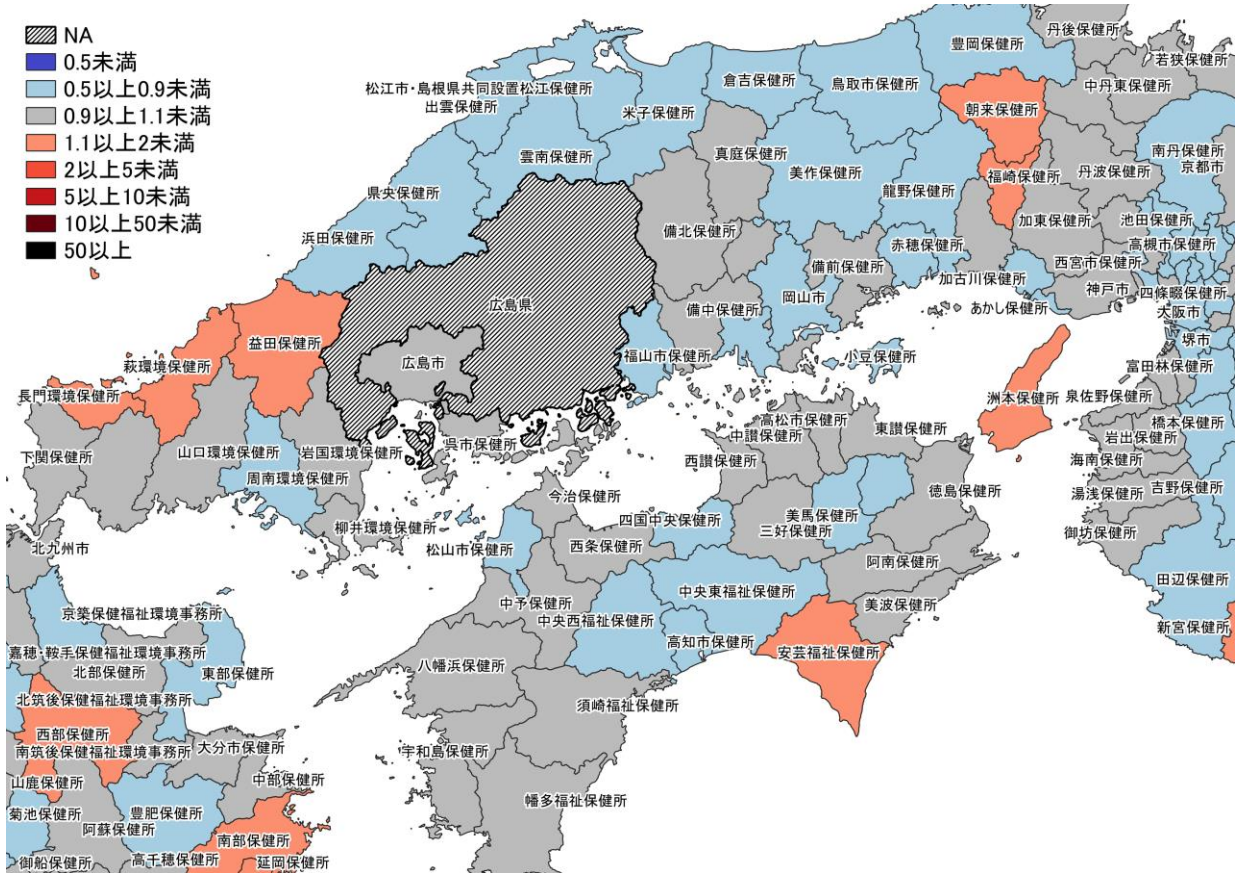 NA
0.5未満
0.5以上0.9未満
0.9以上1.1未満
1.1以上2未満
2以上5未満
5以上10未満
10以上50未満
50以上
丹後保健所
豊岡保健所
若狭保健所
倉吉保健所
鳥取市保健所
中丹東保健所
松江市・島根県共同設置松江保健所
出雲保健所
米子保健所
朝来保健所
南丹保健所
京都市
雲南保健所
真庭保健所
美作保健所
龍野保健所
福崎保健所
丹波保健所
県央保健所
浜田保健所
備北保健所
赤穂保健所
加東保健所
池田保健所
高槻市保健所
備前保健所
西宮市保健所
加古川保健所
神戸市
四條畷保健所
広島県
備中保健所
岡山市
あかし保健所
大阪市
堺市
益田保健所
萩環境保健所
広島市
福山市保健所
小豆保健所
富田林保健所
長門環境保健所
洲本保健所
泉佐野保健所
高松市保健所
中讃保健所
東讃保健所
橋本保健所
岩出保健所
下関保健所
山口環境保健所
岩国環境保健所
呉市保健所
西讃保健所
海南保健所
周南環境保健所
今治保健所
徳島保健所
湯浅保健所
吉野保健所
柳井環境保健所
四国中央保健所
美馬保健所
三好保健所
御坊保健所
北九州市
松山市保健所
西条保健所
阿南保健所
田辺保健所
京築保健福祉環境事務所
中予保健所
中央東福祉保健所
美波保健所
中央西福祉保健所
高知市保健所
安芸福祉保健所
新宮保健所
嘉穂・鞍手保健福祉環境事務所
北部保健所
東部保健所
八幡浜保健所
北筑後保健福祉環境事務所
須崎福祉保健所
西部保健所
南筑後保健福祉環境事務所
大分市保健所
宇和島保健所
山鹿保健所
中部保健所
幡多福祉保健所
菊池保健所
豊肥保健所
阿蘇保健所
南部保健所
御船保健所
高千穂保健所
延岡保健所